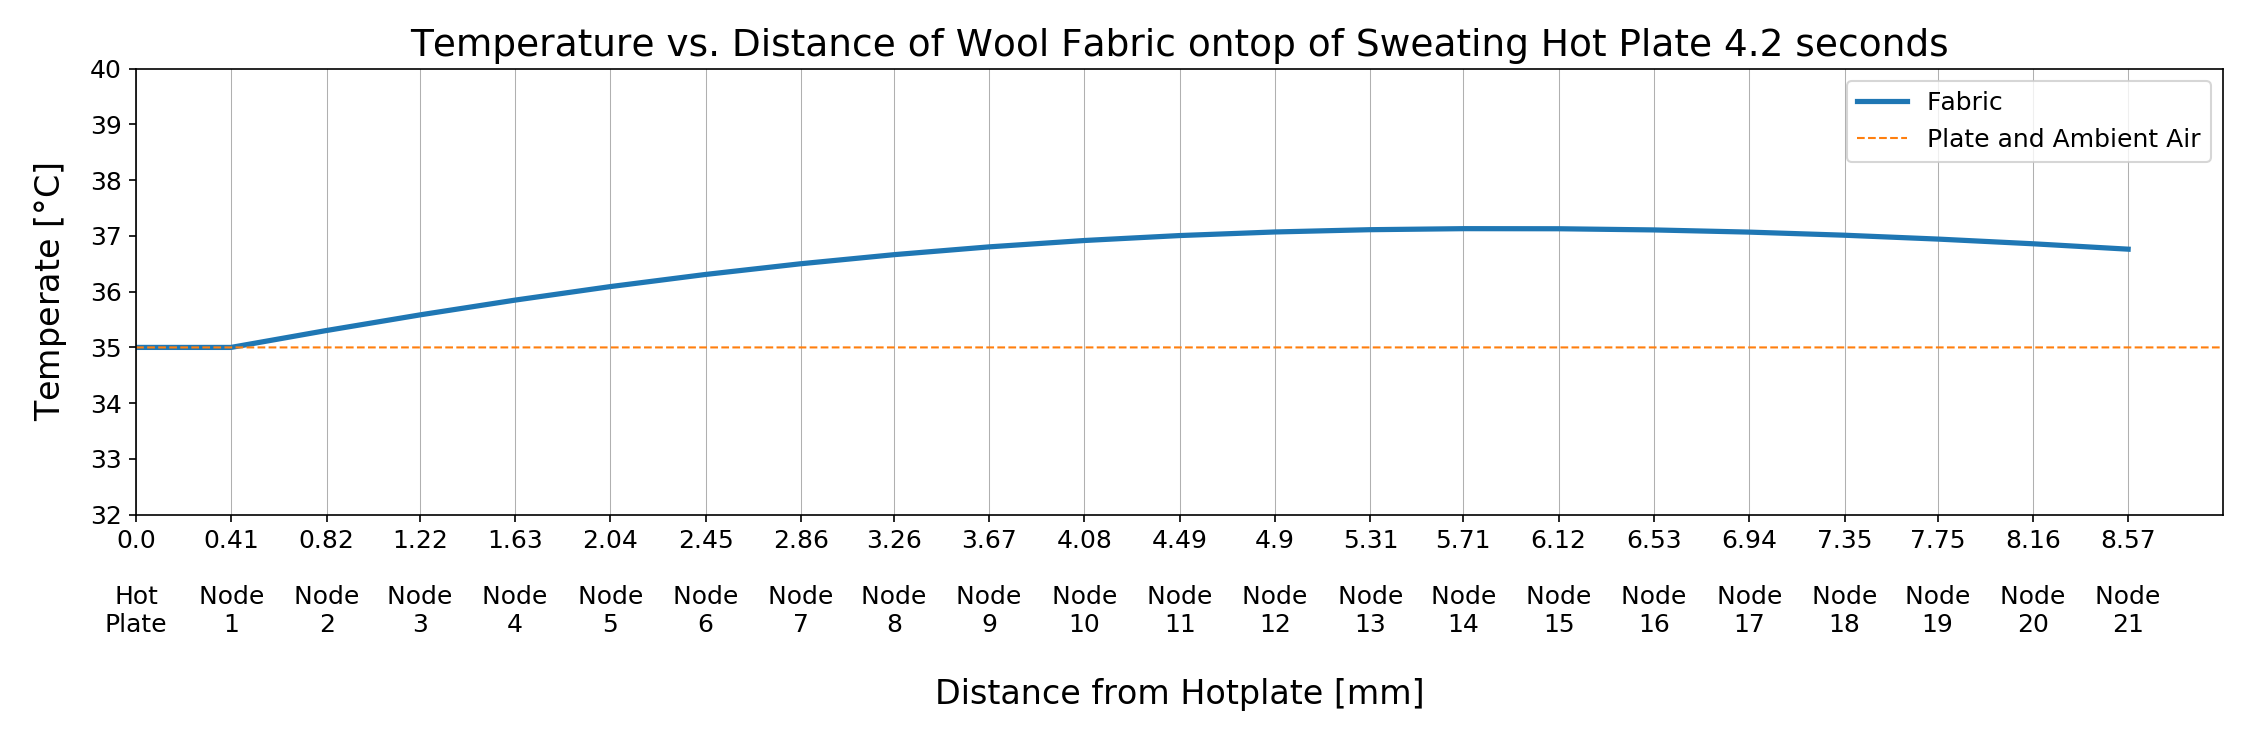 Temperature vs. Distance of Wool Fabric ontop of Sweating Hot Plate 4.2 seconds
Temperate [°C]
40
39
38
37
36
35
34
33
32
Fabric
Plate and Ambient Air
0.0 0.41 0.82 1.22 1.63 2.04 2.45 2.86 3.26 3.67 4.08 4.49 4.9 5.31 5.71 6.12 6.53 6.94 7.35 7.75 8.16 8.57
Hot Node Node Node Node Node Node Node Node Node Node Node Node Node Node Node Node Node Node Node Node Node
Plate 1 2 3 4 5 6 7 8 9 10 11 12 13 14 15 16 17 18 19 20 21
Distance from Hotplate [mm]